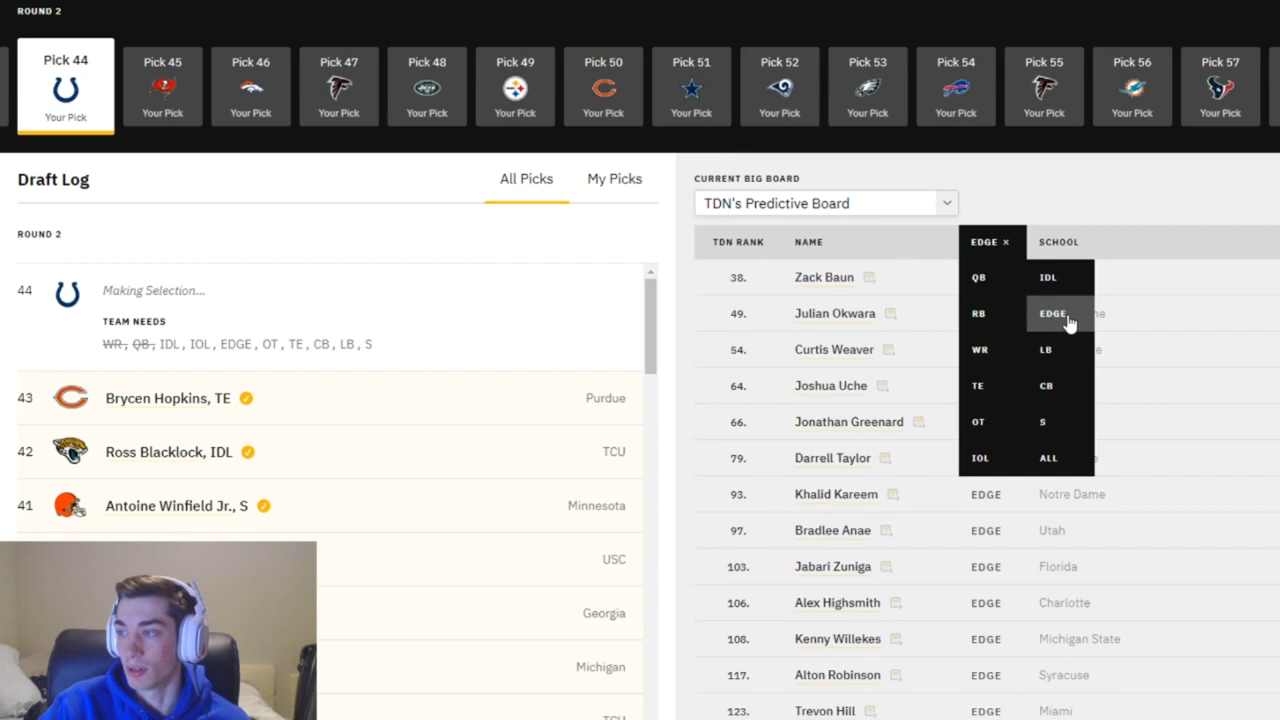 ROUND 2
Pick 44 Pick 45 Pick 46 Pick 47 Pick 48 Pick 49 Pick 50 Pick 51 Pick 52 Pick 53 Pick 54 Pick 55 Pick 56 Pick 57
JETS Steelers
Your Pick Your Pick Your Pick Your Pick Your Pick Your Pick Your Pick Your Pick Your Pick Your Pick Your Pick Your Pick Your Pick Your Pick
Draft Log All Picks My Picks
ROUND 2
44 Making Selection...
TEAM NEEDS
WR, QB, IDL, IOL, EDGE, OT, TE, CB, LB, S
43 Brycen Hopkins, TE Purdue
42 Ross Blacklock, IDL TCU
41 Antoine Winfield Jr., S Minnesota
USC
Georgia
Michigan
TCU
CURRENT BIG BOARD
TDN's Predictive Board
TDN RANK NAME EDGE × SCHOOL
38. Zack Baun QB IDL
49. Julian Okwara RB EDGE me
54. Curtis Weaver WR LB e
64. Joshua Uche TE CB
66. Jonathan Greenard OT S
79. Darrell Taylor IOL ALL e
93. Khalid Kareem EDGE Notre Dame
97. Bradlee Anae EDGE Utah
103. Jabari Zuniga EDGE Florida
106. Alex Highsmith EDGE Charlotte
108. Kenny Willekes EDGE Michigan State
117. Alton Robinson EDGE Syracuse
123. Trevon Hill EDGE Miami